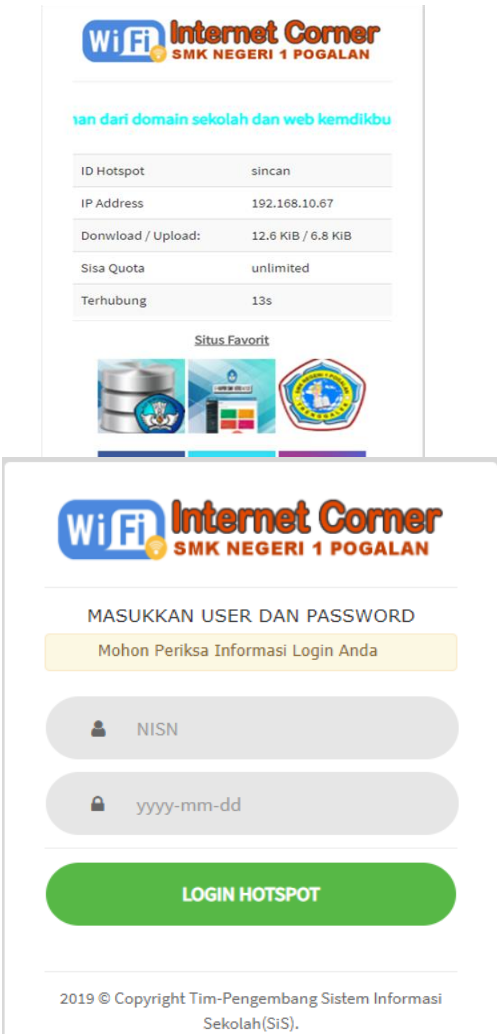 WiFi Internet Corner
SMK NEGERI 1 POGALAN
an dari domain sekolah dan web kemdikbu
ID Hotspot sincan
IP Address 192.168.10.67
Donwload / Upload: 12.6 KiB / 6.8 KiB
Sisa Quota unlimited
Terhubung 13s
Situs Favorit
WiFi Internet Corner
SMK NEGERI 1 POGALAN
MASUKKAN USER DAN PASSWORD
Mohon Periksa Informasi Login Anda
NISN
yyyy-mm-dd
LOGIN HOTSPOT
2019 © Copyright Tim-Pengembang Sistem Informasi
Sekolah(SiS).